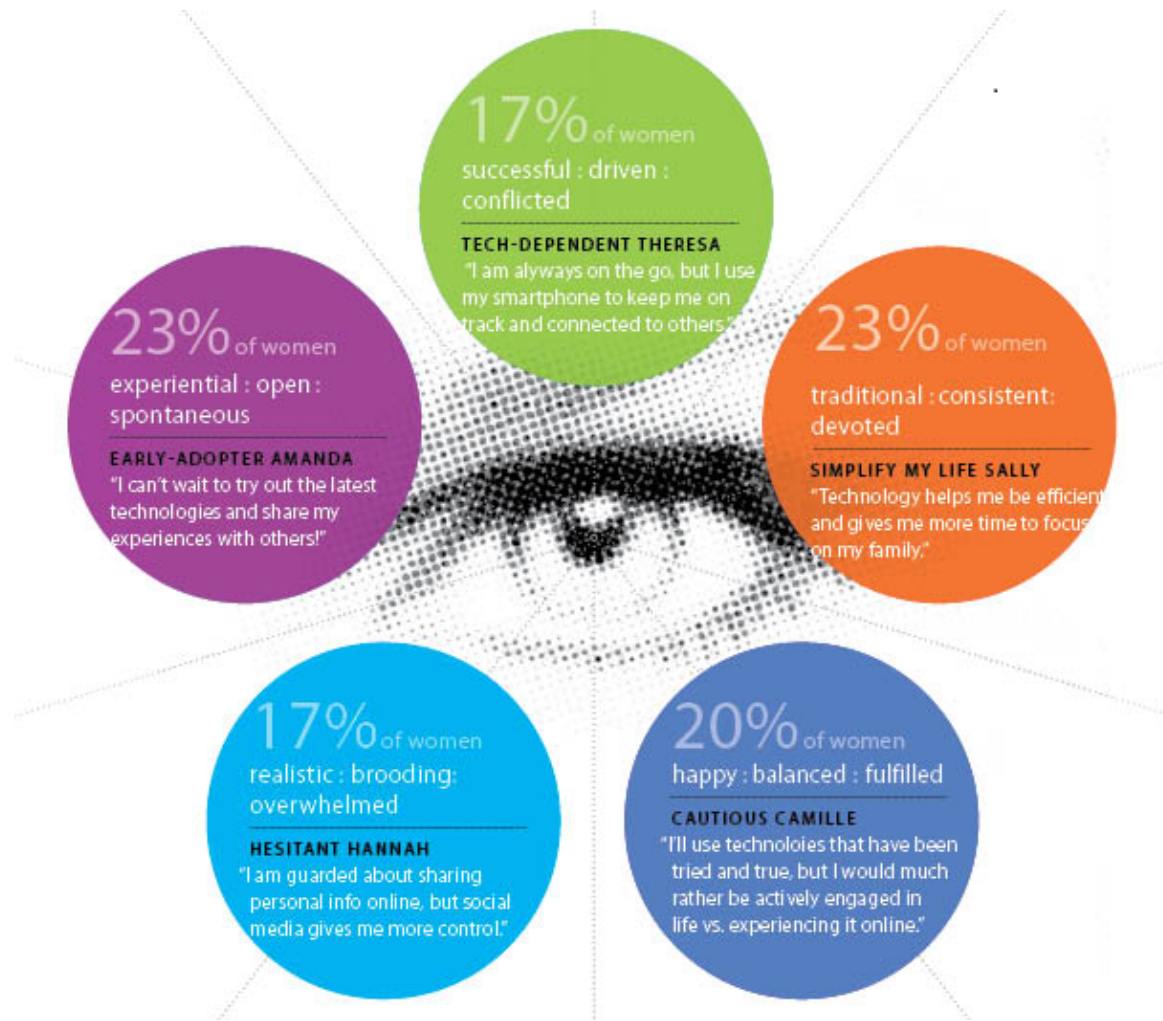 17% of women
successful : driven :
conflicted
TECH-DEPENDENT THERESA
“I am alyways on the go, but I use
my smartphone to keep me on
track and connected to others.”
23% of women
experiential : open :
spontaneous
EARLY-ADOPTER AMANDA
“I can’t wait to try out the latest
technologies and share my
experiences with others!”
23% of women
traditional : consistent:
devoted
SIMPLIFY MY LIFE SALLY
“Technology helps me be efficient
and gives me more time to focus
on my family.”
17% of women
realistic : brooding:
overwhelmed
HESITANT HANNAH
“I am guarded about sharing
personal info online, but social
media gives me more control.”
20% of women
happy : balanced : fulfilled
CAUTIOUS CAMILLE
“I’ll use technoloies that have been
tried and true, but I would much
rather be actively engaged in
life vs. experiencing it online.”